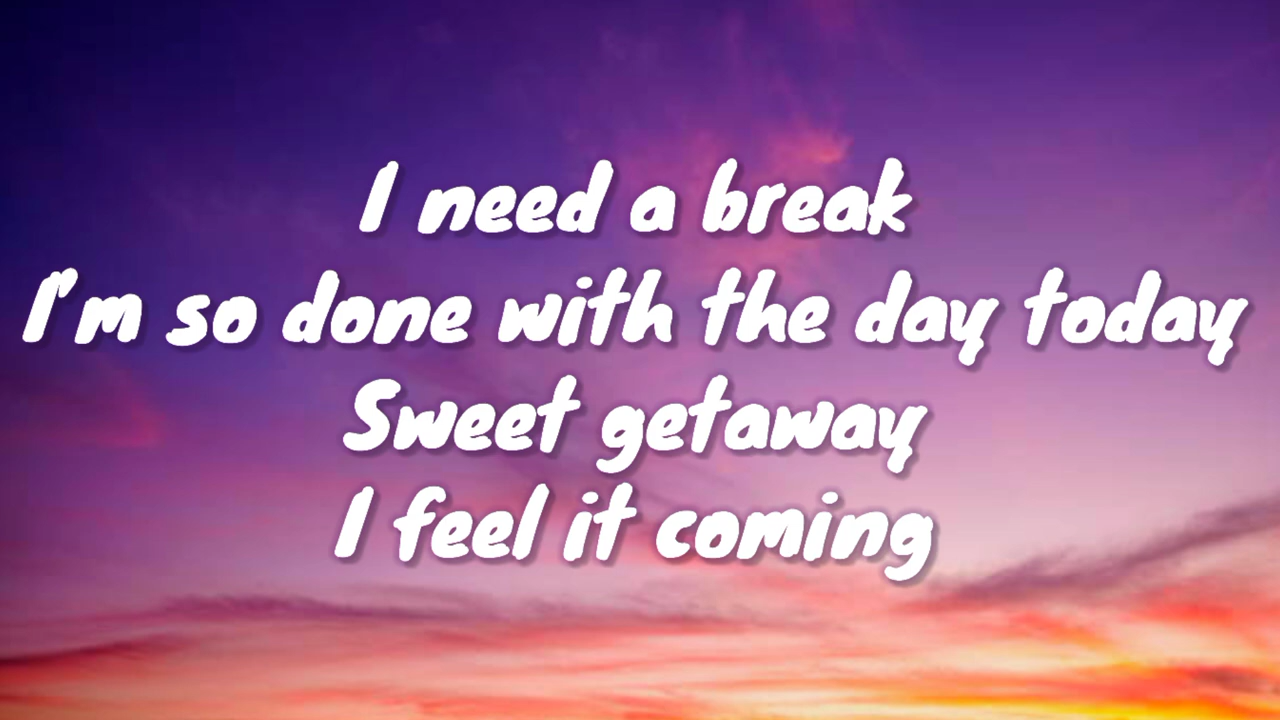 I need a break
I'm so done with the day today
Sweet getaway
I feel it coming